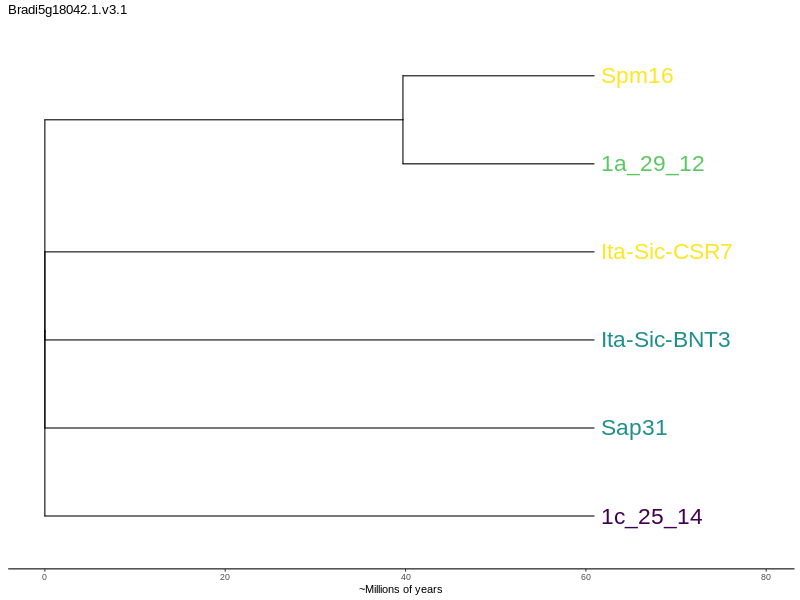 Bradi5g18042.1.v3.1
Spm16
1a_29_12
Ita-Sic-CSR7
Ita-Sic-BNT3
Sap31
1c_25_14
0 20 40 60 80
~Millions of years